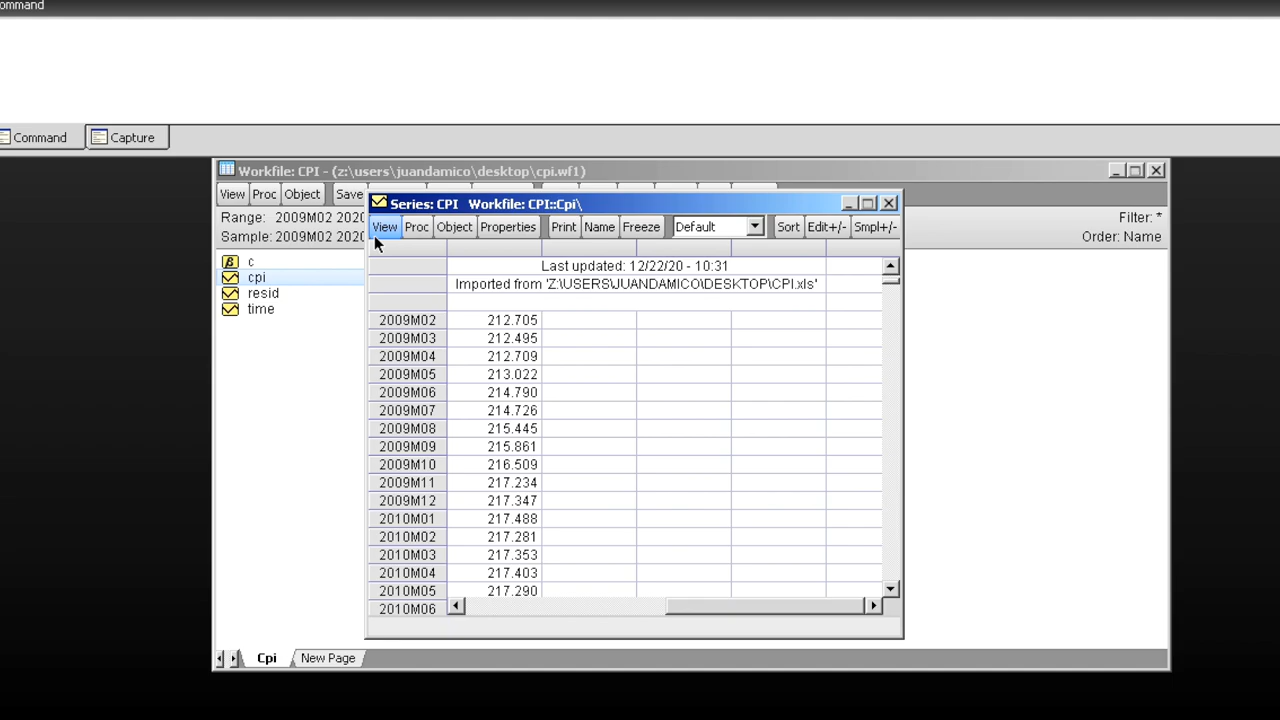 ommand
Command Capture
Workfile: CPI - (z:\users\juandamico\desktop\cpi.wf1)
View Proc Object Save
Series: CPI Workfile: CPI::Cpi\
Range: 2009M02 202
Filter: *
View Proc Object Properties Print Name Freeze Default Sort Edit+/- Smpl+/-
Sample: 2009M02 202
Order: Name
c
cpi
resid
time
Last updated: 12/22/20 - 10:31
Imported from 'Z:\USERS\JUANDAMICO\DESKTOP\CPI.xls'
2009M02 212.705
2009M03 212.495
2009M04 212.709
2009M05 213.022
2009M06 214.790
2009M07 214.726
2009M08 215.445
2009M09 215.861
2009M10 216.509
2009M11 217.234
2009M12 217.347
2010M01 217.488
2010M02 217.281
2010M03 217.353
2010M04 217.403
2010M05 217.290
2010M06
Cpi New Page